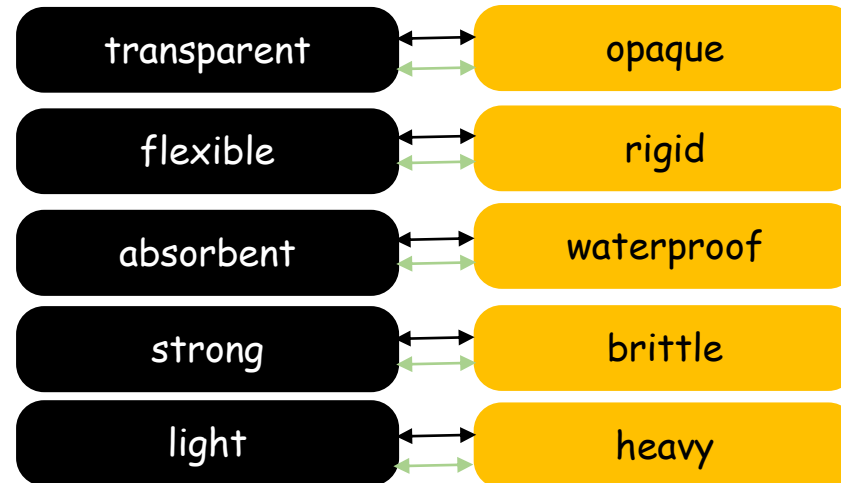 transparent
opaque
flexible
rigid
absorbent
waterproof
strong
brittle
light
heavy